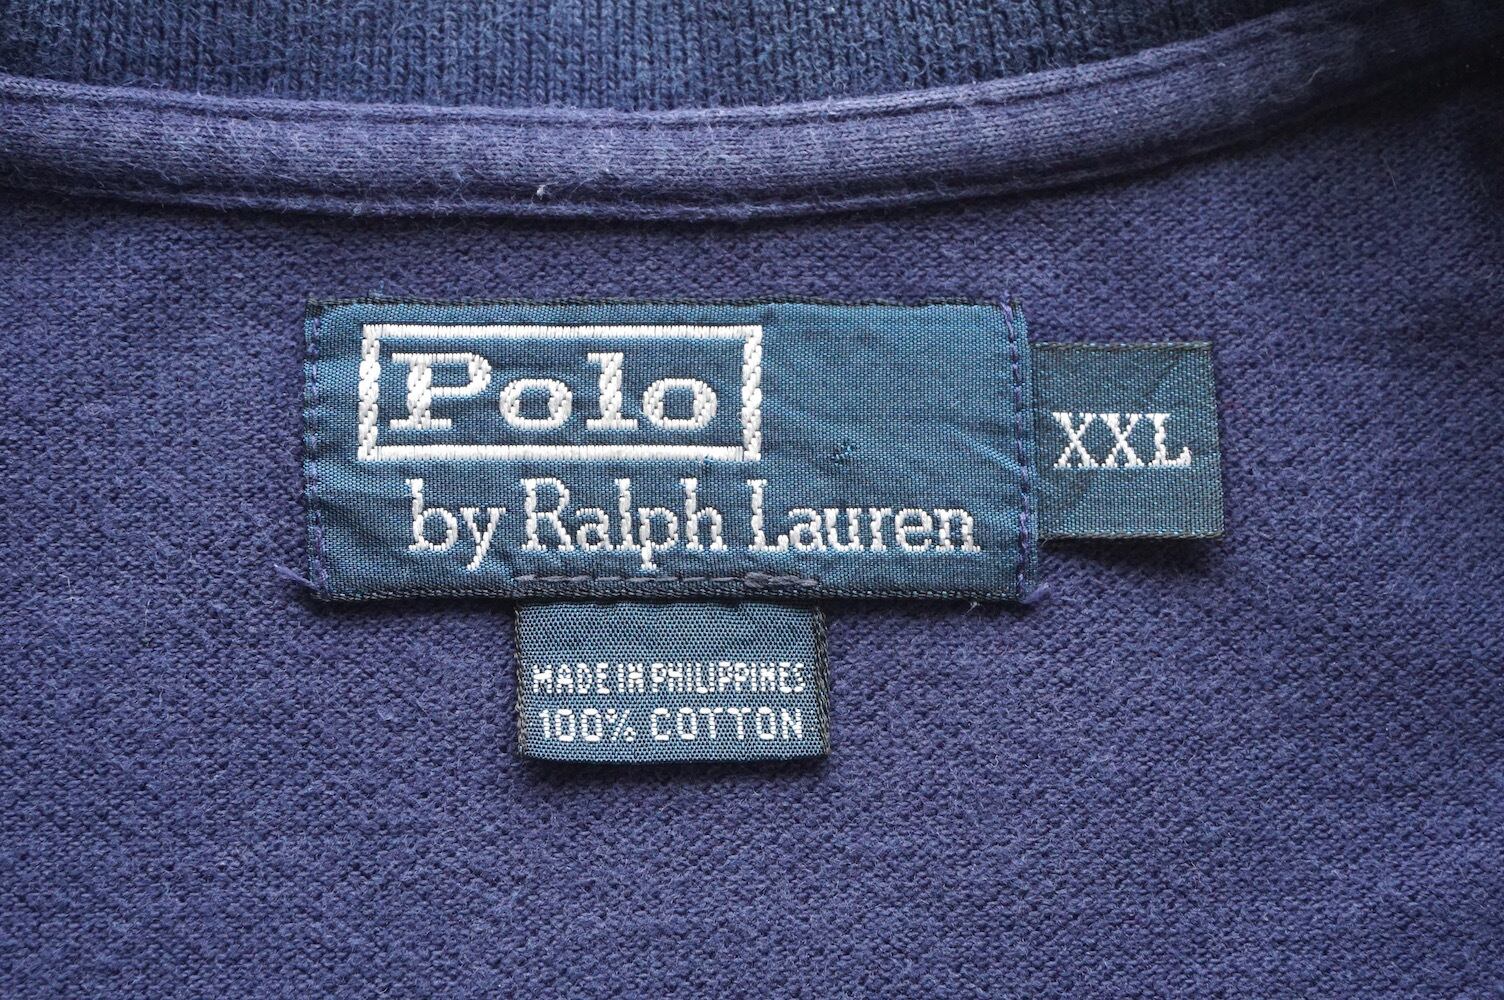 Polo
by Ralph Lauren
XXL
MADE IN PHILIPPINES
100% COTTON